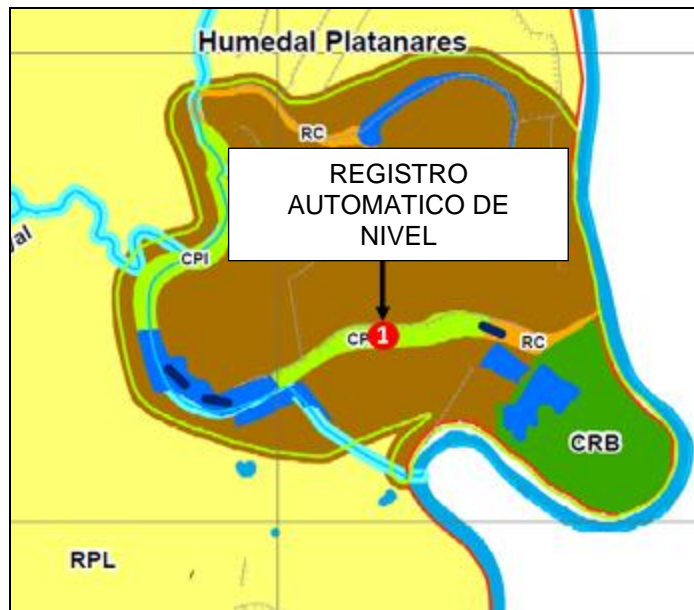 Humedal Platanares
RC
REGISTRO
AUTOMATICO DE
NIVEL
CPI
1
RC
CRB
RPL